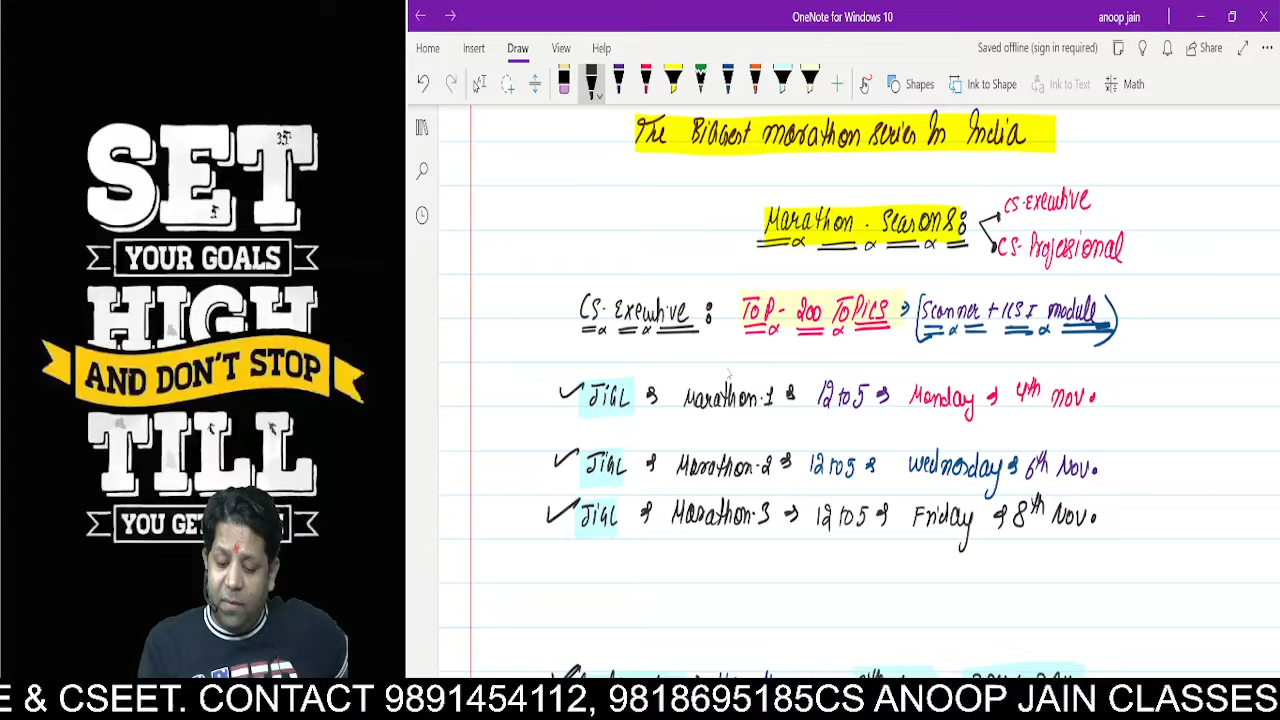 OneNote for Windows 10
anoop jain
Home Insert Draw View Help
Saved offline (sign in required)
Share
Shapes
Ink to Shape
Ink to Text
Math
SET
YOUR GOALS
HIGH
AND DON'T STOP
TILL
YOU GE
The Biggest marathon series In India
Marathon - Season 8:
CS-Executive
CS-Professional
CS-Executive : Top-200 Topics → (Scanner + ICSI module)
✓ JIGL → Marathon-1 → 12 to 5 → Monday → 4th Nov.
✓ JIGL → Marathon-2 → 12 to 5 → Wednesday → 6th Nov.
✓ JIGL → Marathon-3 → 12 to 5 → Friday → 8th Nov.
E & CSEET. CONTACT 9891454112, 9818695185CS ANOOP JAIN CLASSES